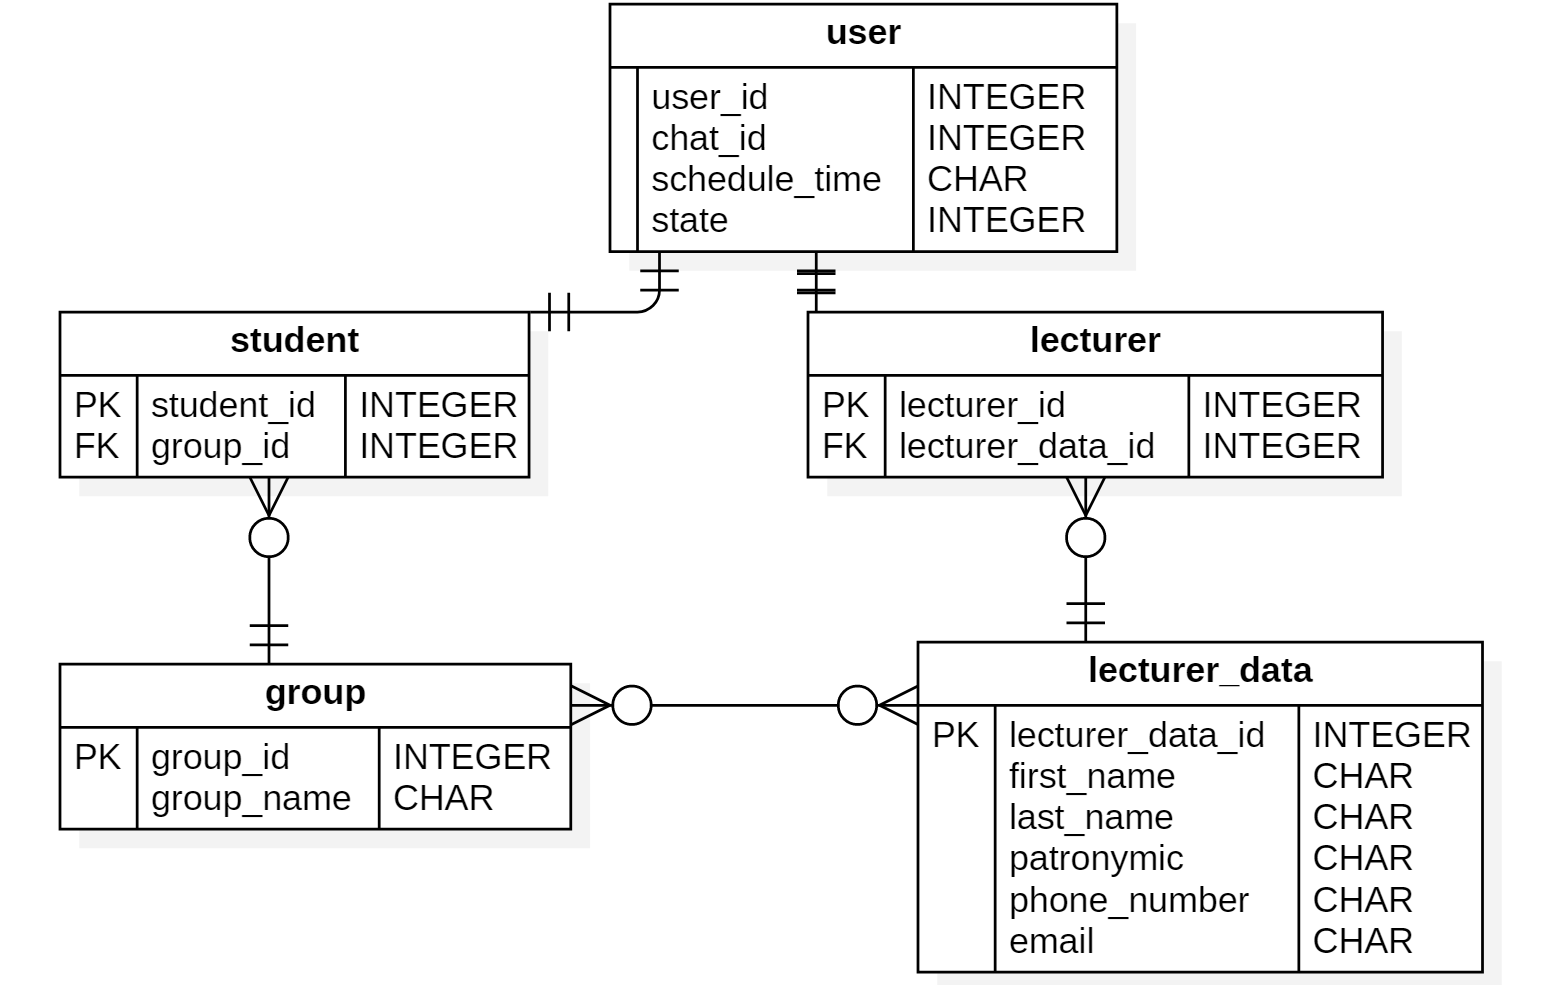 user
user_id INTEGER
chat_id INTEGER
schedule_time CHAR
state INTEGER
student
PK student_id INTEGER
FK group_id INTEGER
lecturer
PK lecturer_id INTEGER
FK lecturer_data_id INTEGER
group
PK group_id INTEGER
group_name CHAR
lecturer_data
PK lecturer_data_id INTEGER
first_name CHAR
last_name CHAR
patronymic CHAR
phone_number CHAR
email CHAR